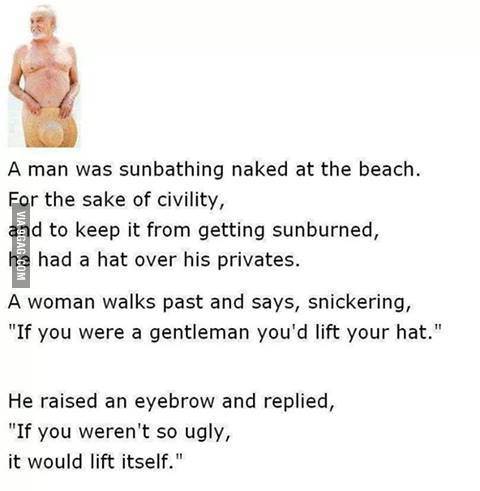 A man was sunbathing naked at the beach.
For the sake of civility,
and to keep it from getting sunburned,
he had a hat over his privates.
A woman walks past and says, snickering,
"If you were a gentleman you'd lift your hat."
He raised an eyebrow and replied,
"If you weren't so ugly,
it would lift itself."
VIA 9GAG.COM